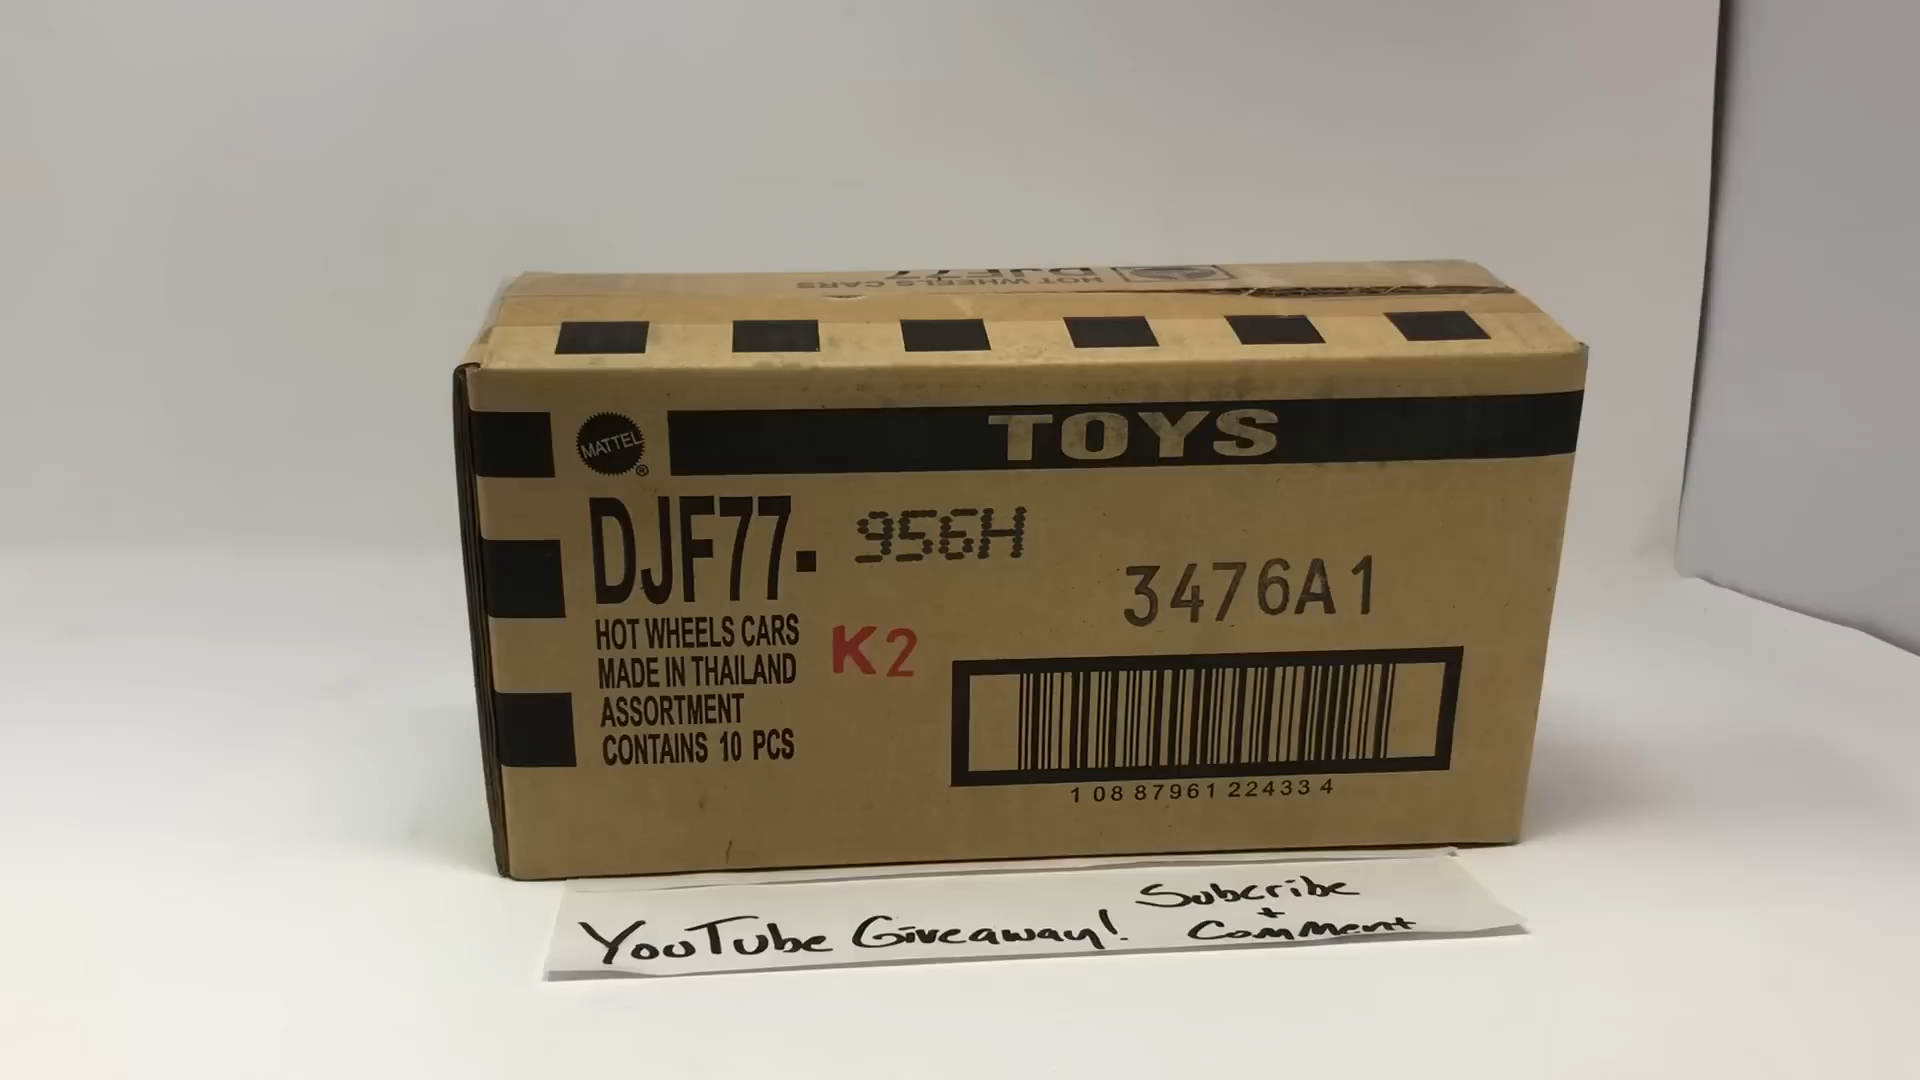 HOT WHEELS CARS
DJF77
MATTEL
®
TOYS
DJF77. 956H
3476A1
HOT WHEELS CARS
MADE IN THAILAND
K2
ASSORTMENT
CONTAINS 10 PCS
1 08 87961 22433 4
YouTube Giveaway! Subcribe
+
Comment